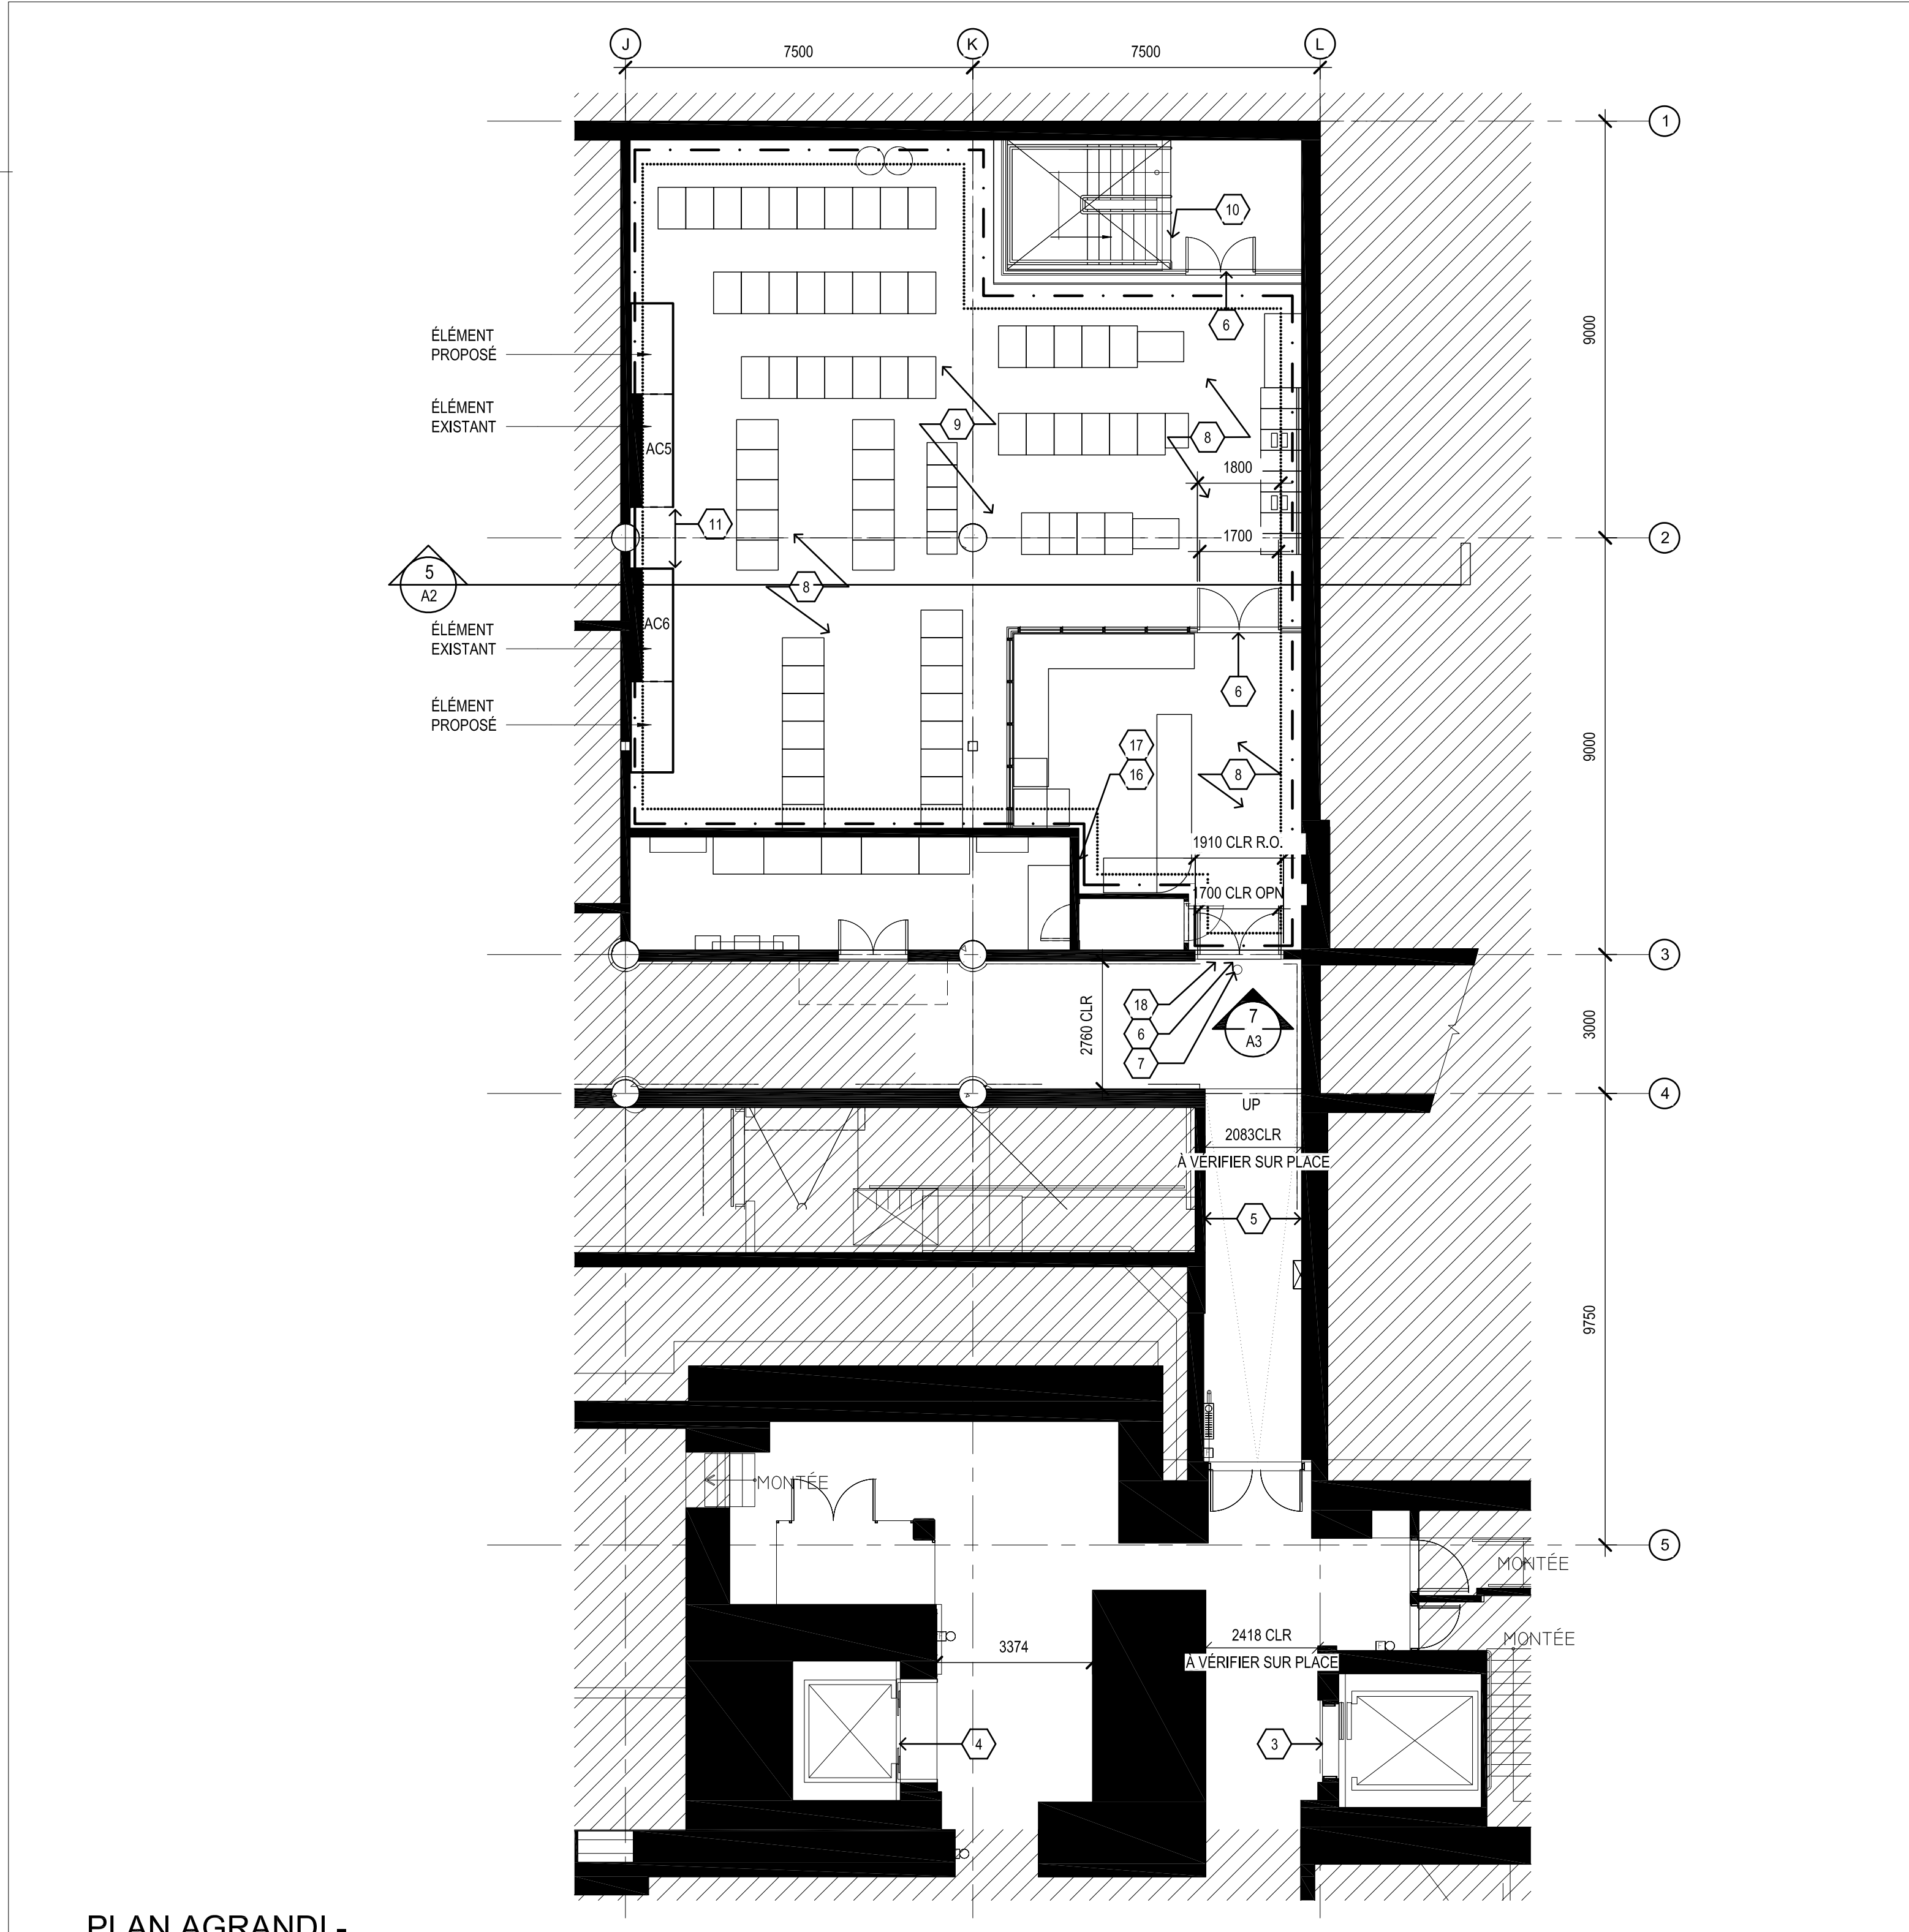 J
7500
K
7500
L
1
10
6
9000
ÉLÉMENT
PROPOSÉ
ÉLÉMENT
EXISTANT
AC5
9
8
1800
11
1700
2
5
A2
8
AC6
ÉLÉMENT
EXISTANT
6
ÉLÉMENT
PROPOSÉ
17
16
8
9000
1910 CLR R.O.
1700 CLR OPN
3
18
6
7
7
A3
2760 CLR
3000
4
UP
2083CLR
À VÉRIFIER SUR PLACE
5
9750
MONTÉE
5
MONTÉE
3374
2418 CLR
À VÉRIFIER SUR PLACE
MONTÉE
4
3
PLAN AGRANDI -